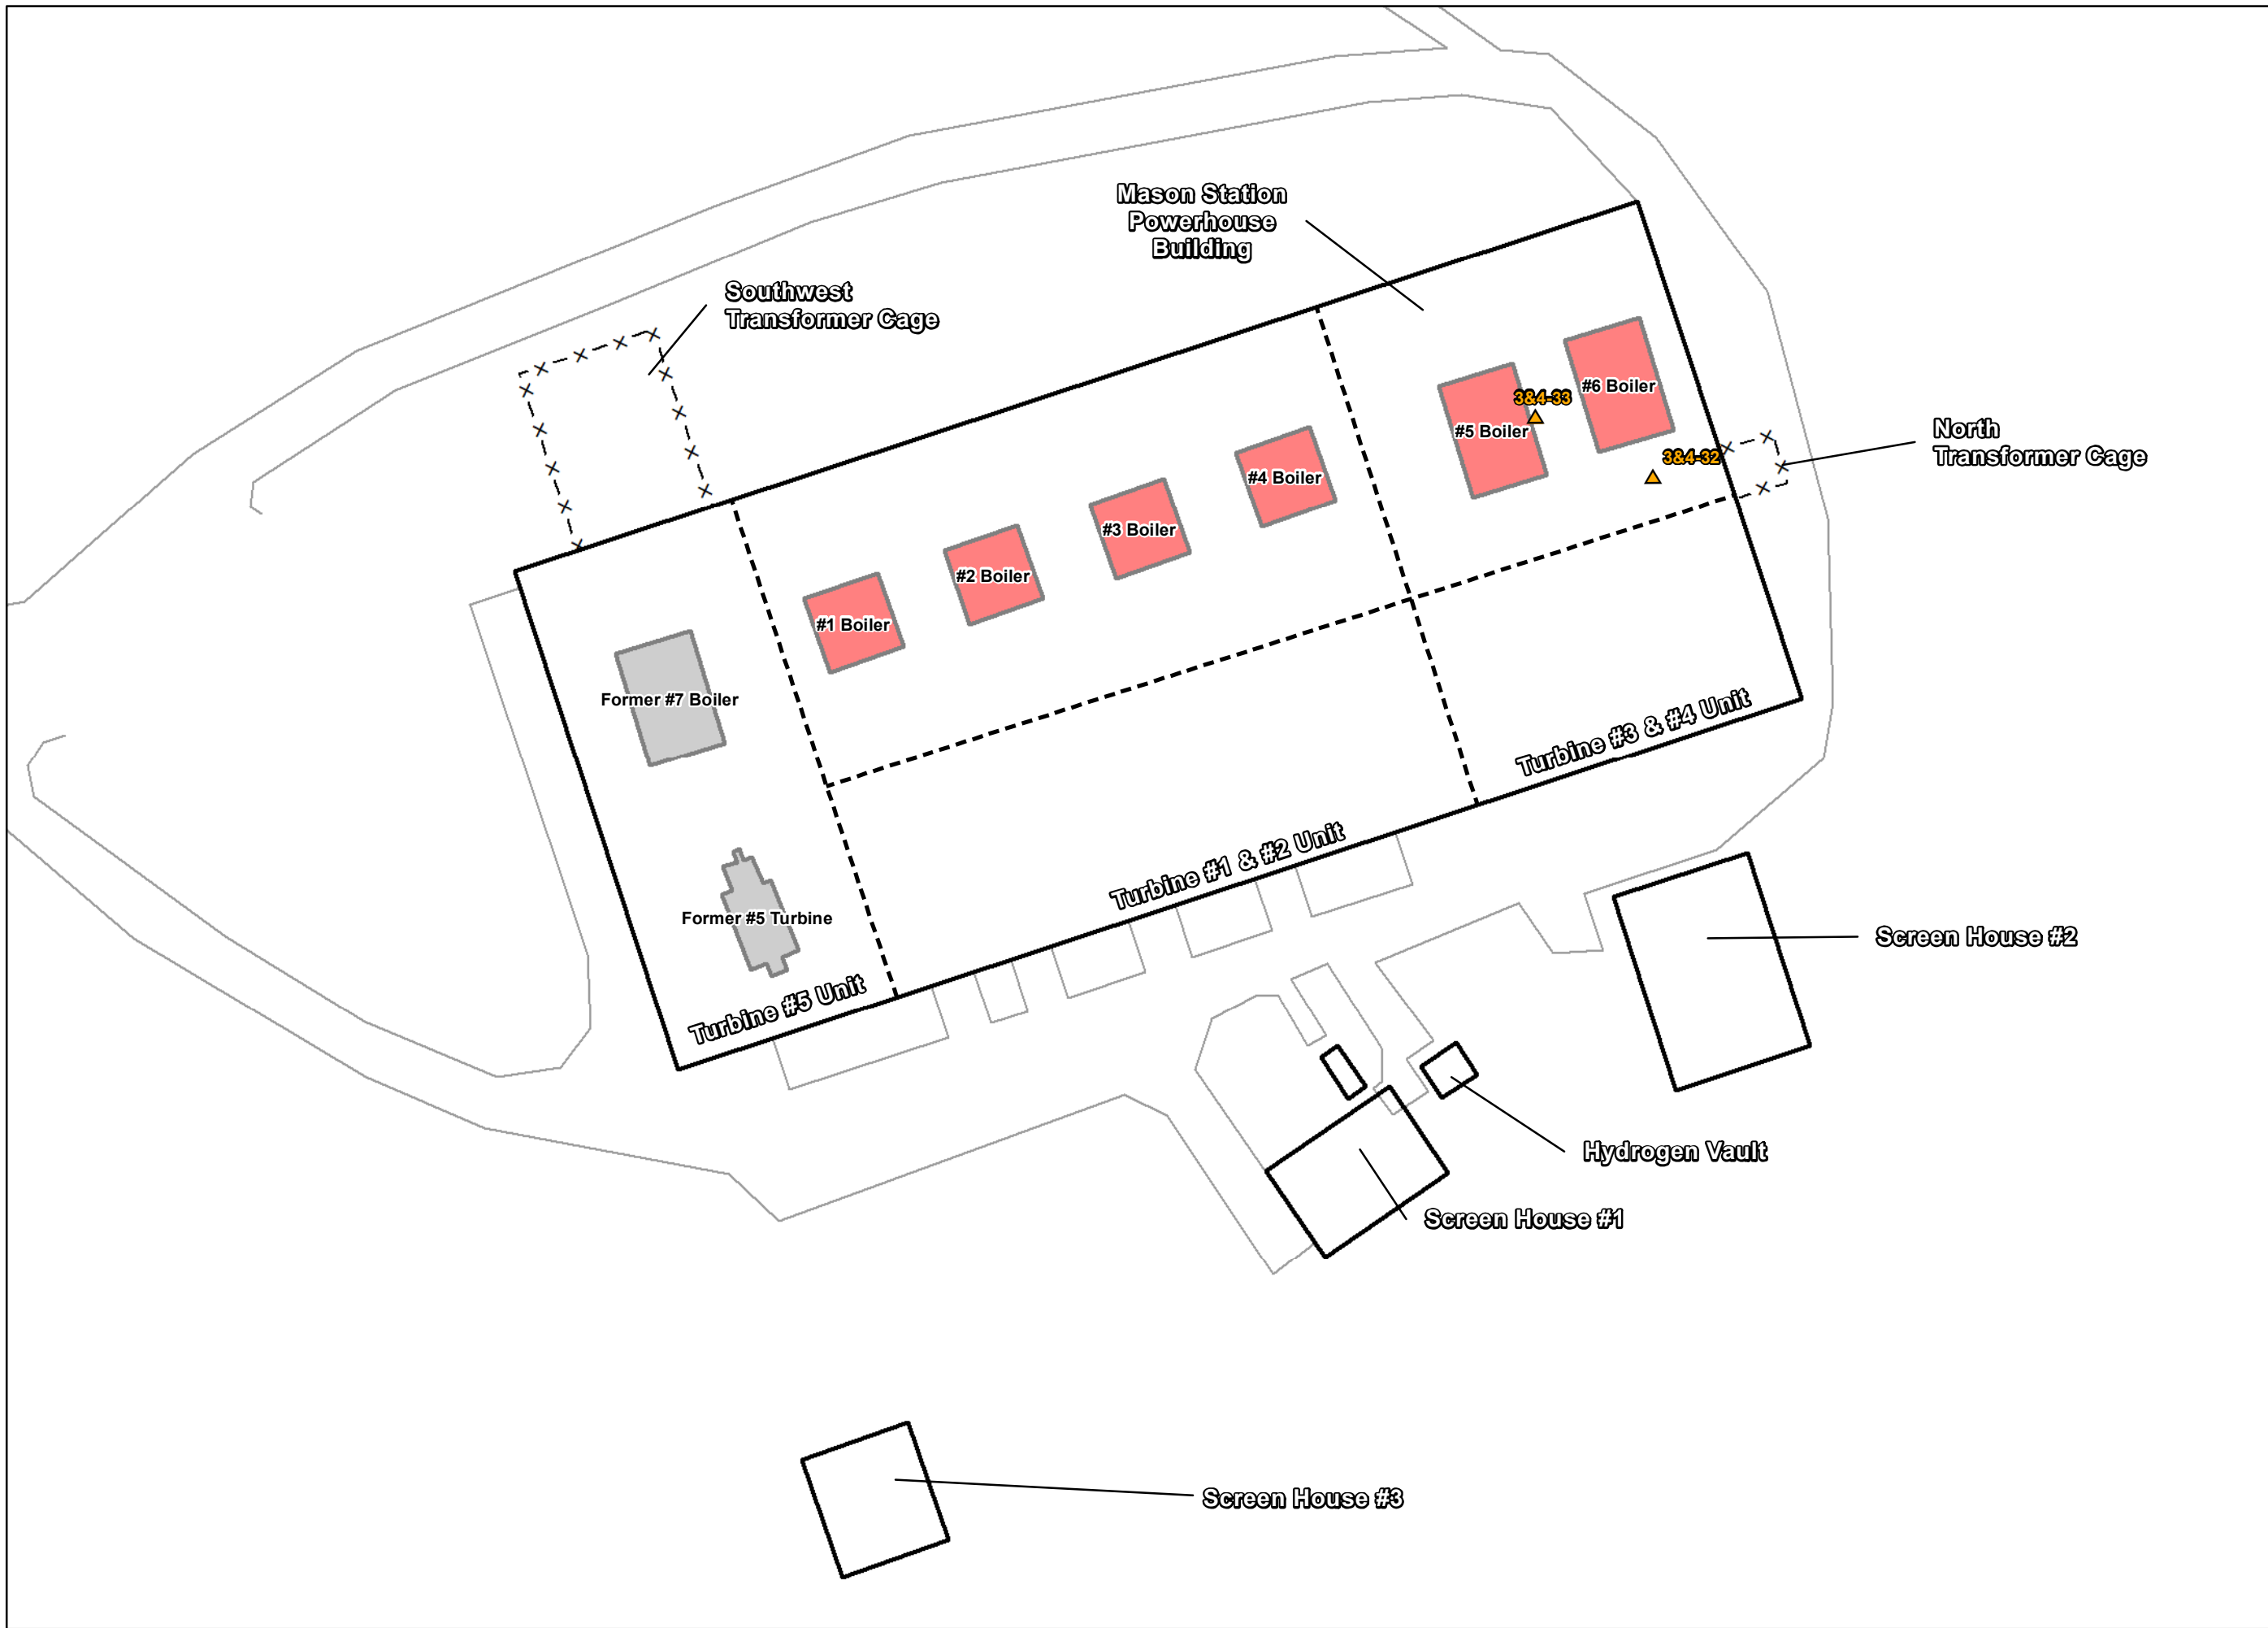 Mason Station
Powerhouse
Building
Southwest
Transformer Cage
#6 Boiler
3&4-33
#5 Boiler
North
Transformer Cage
3&4-32
#4 Boiler
#3 Boiler
#2 Boiler
#1 Boiler
Former #7 Boiler
Turbine #3 & #4 Unit
Turbine #1 & #2 Unit
Former #5 Turbine
Screen House #2
Turbine #5 Unit
Hydrogen Vault
Screen House #1
Screen House #3